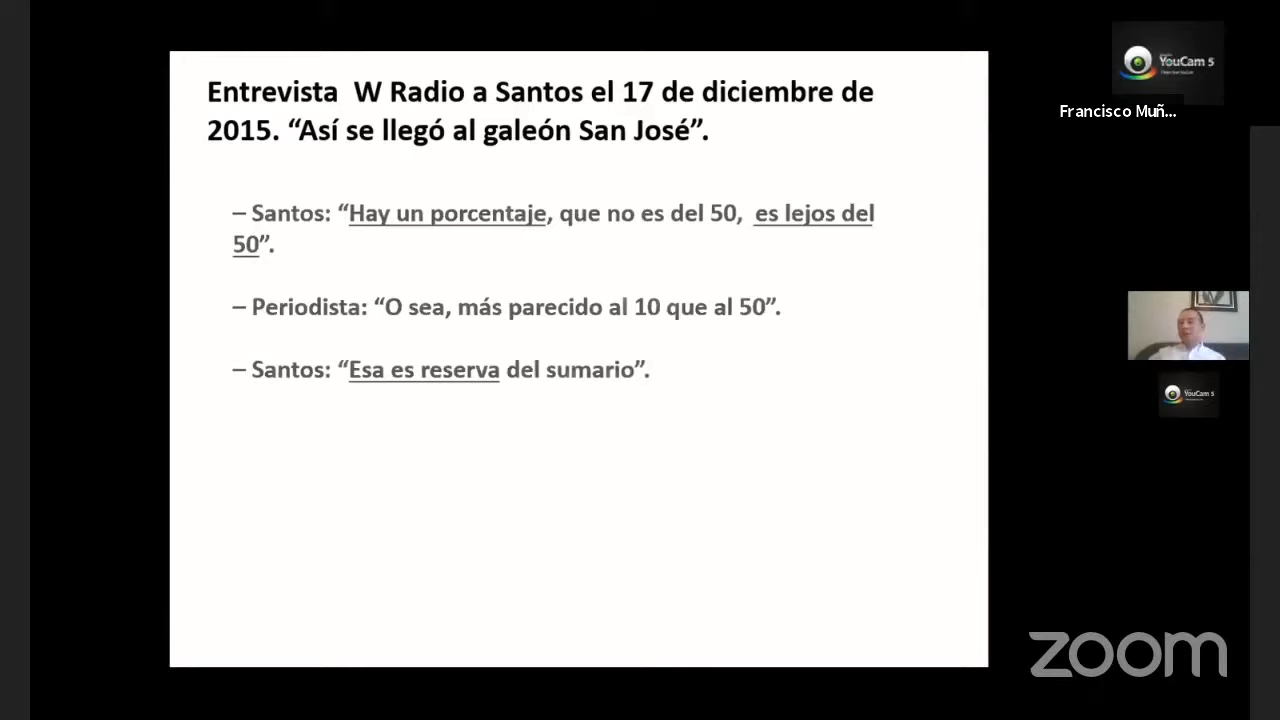 Entrevista  W Radio a Santos el 17 de diciembre de
2015. “Así se llegó al galeón San José”.
– Santos: “Hay un porcentaje, que no es del 50,  es lejos del
50”.
– Periodista: “O sea, más parecido al 10 que al 50”.
– Santos: “Esa es reserva del sumario”.
YouCam 5
Francisco Muñ...
YouCam 5
zoom